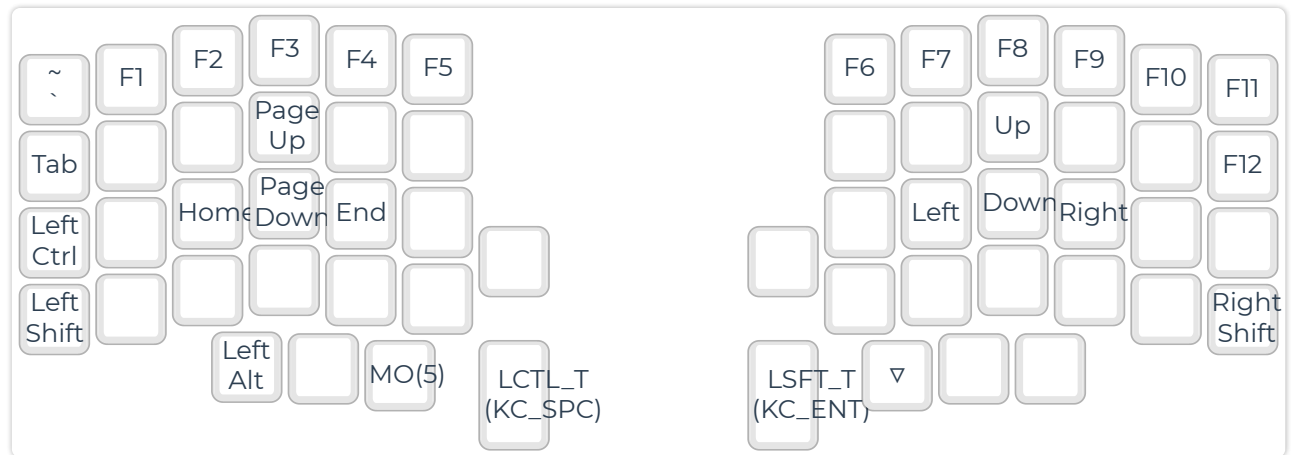 ~
`
F1
F2
F3
F4
F5
F6
F7
F8
F9
F10
F11
Tab
Page
Up
Up
F12
Left
Ctrl
Home
Page
Down
End
Left
Down
Right
Left
Shift
Right
Shift
Left
Alt
MO(5)
LCTL_T
(KC_SPC)
LSFT_T
(KC_ENT)
▽